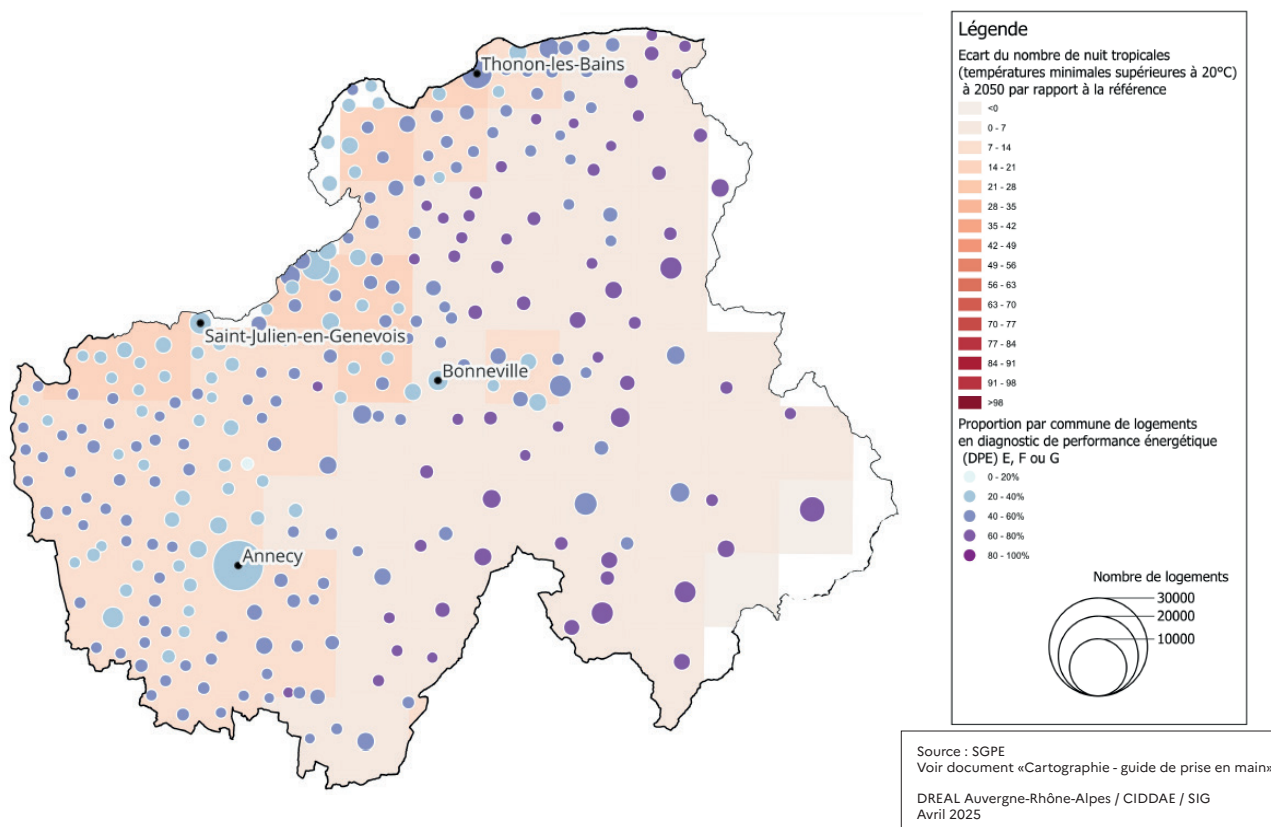 Thonon-les-Bains
Saint-Julien-en-Genevois
Bonneville
Annecy
Légende
Ecart du nombre de nuit tropicales
(températures minimales supérieures à 20°C)
à 2050 par rapport à la référence
<0
0 - 7
7 - 14
14 - 21
21 - 28
28 - 35
35 - 42
42 - 49
49 - 56
56 - 63
63 - 70
70 - 77
77 - 84
84 - 91
91 - 98
>98
Proportion par commune de logements
en diagnostic de performance énergétique
(DPE) E, F ou G
0 - 20%
20 - 40%
40 - 60%
60 - 80%
80 - 100%
Nombre de logements
30000
20000
10000
Source : SGPE
Voir document «Cartographie - guide de prise en main»
DREAL Auvergne-Rhône-Alpes / CIDDAE / SIG
Avril 2025